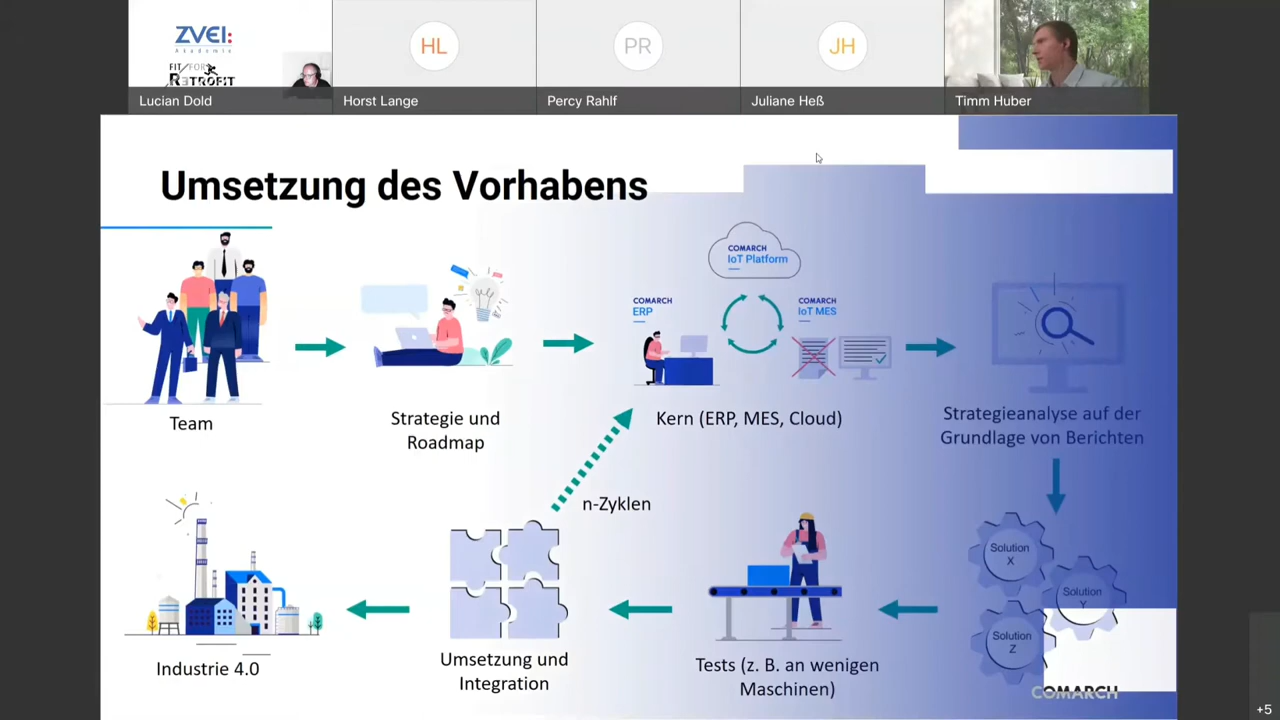 ZVEI:
Akademie
FIT FOR
RETROFIT
Lucian Dold
HL
Horst Lange
PR
Percy Rahlf
JH
Juliane Heß
Timm Huber
Umsetzung des Vorhabens
COMARCH
IoT Platform
COMARCH
ERP
COMARCH
IoT MES
Team
Strategie und
Roadmap
Kern (ERP, MES, Cloud)
Strategieanalyse auf der
Grundlage von Berichten
n-Zyklen
Solution
X
Solution
Y
Solution
Z
Industrie 4.0
Umsetzung und
Integration
Tests (z. B. an wenigen
Maschinen)
COMARCH
+5